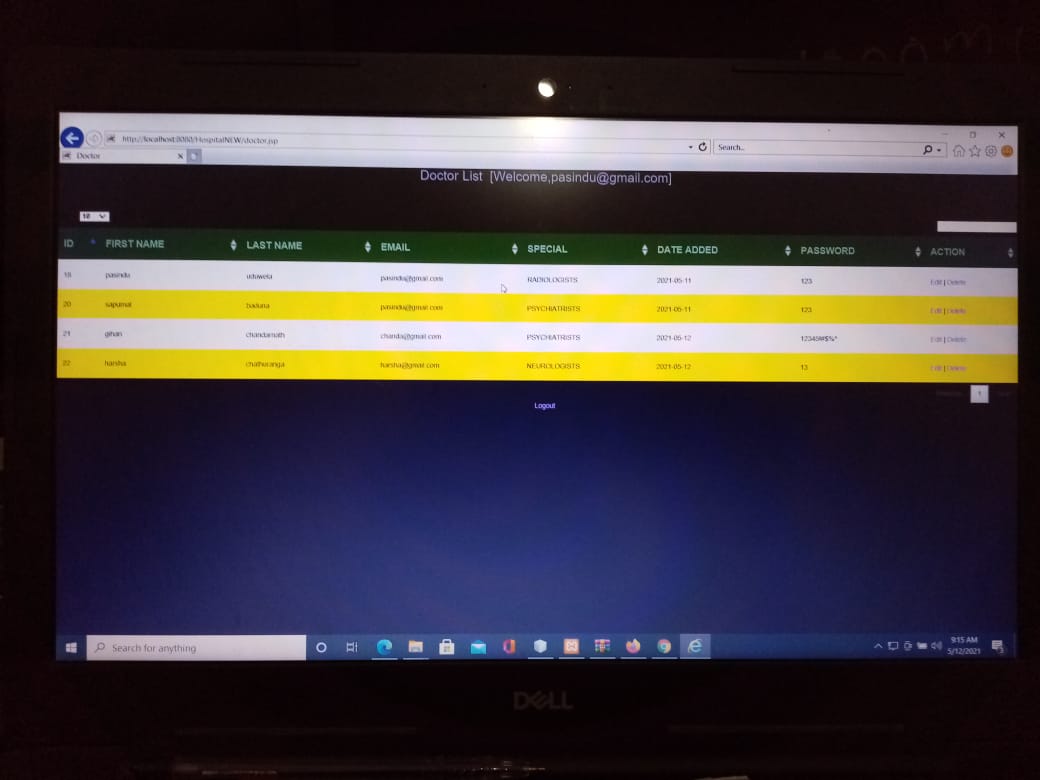 http://localhost:8080/HospitalNEW/doctor.jsp
Search...
Doctor
Doctor List [Welcome,pasindu@gmail.com]
10
ID FIRST NAME LAST NAME EMAIL SPECIAL DATE ADDED PASSWORD ACTION
18 pasindu uduwela pasindu@gmail.com RADIOLOGISTS 2021-05-11 123 Edit | Delete
20 sapumal baduna pasindu@gmail.com PSYCHIATRISTS 2021-05-11 123 Edit | Delete
21 gihan chandamath chanda@gmail.com PSYCHIATRISTS 2021-05-12 Edit | Delete
22 harsha chathuranga harsha@gmail.com NEUROLOGISTS 2021-05-12 13 Edit | Delete
1
Logout
Search for anything
9:15 AM
5/12/2021
DELL